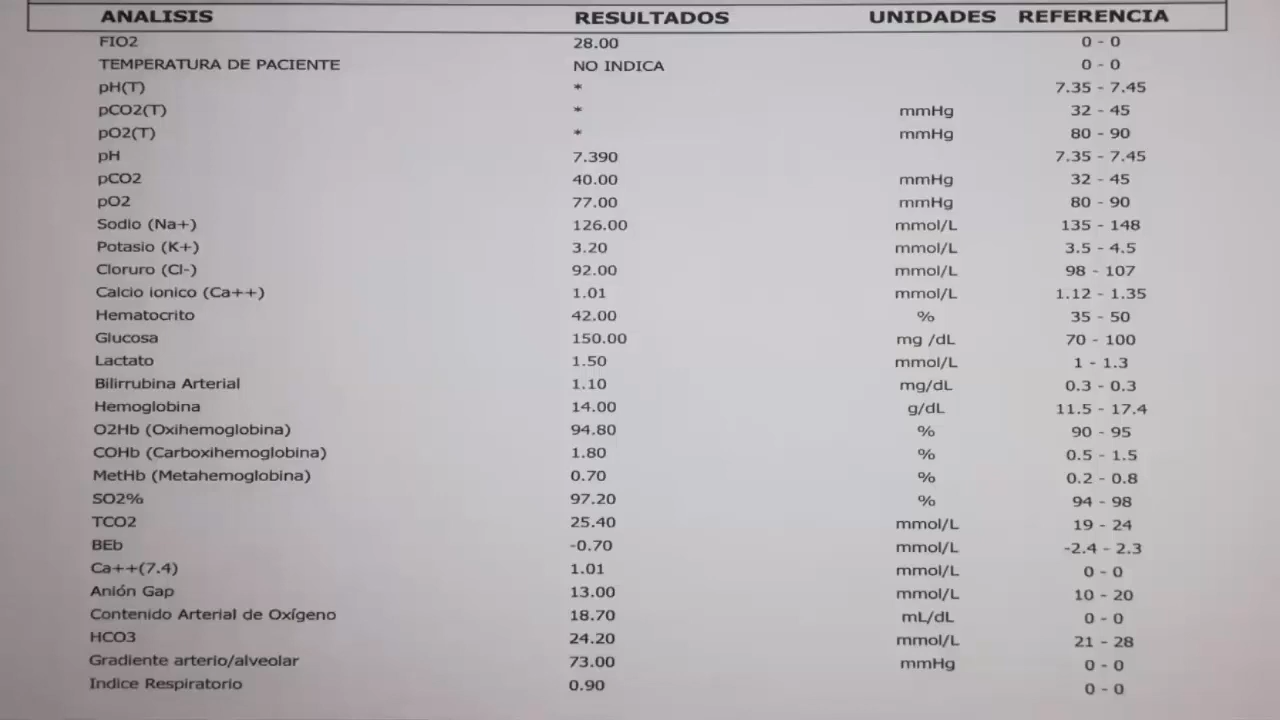 ANALISIS RESULTADOS UNIDADES REFERENCIA
FIO2 28.00 0 - 0
TEMPERATURA DE PACIENTE NO INDICA 0 - 0
pH(T) * 7.35 - 7.45
pCO2(T) * mmHg 32 - 45
pO2(T) * mmHg 80 - 90
pH 7.390 7.35 - 7.45
pCO2 40.00 mmHg 32 - 45
pO2 77.00 mmHg 80 - 90
Sodio (Na+) 126.00 mmol/L 135 - 148
Potasio (K+) 3.20 mmol/L 3.5 - 4.5
Cloruro (Cl-) 92.00 mmol/L 98 - 107
Calcio ionico (Ca++) 1.01 mmol/L 1.12 - 1.35
Hematocrito 42.00 % 35 - 50
Glucosa 150.00 mg /dL 70 - 100
Lactato 1.50 mmol/L 1 - 1.3
Bilirrubina Arterial 1.10 mg/dL 0.3 - 0.3
Hemoglobina 14.00 g/dL 11.5 - 17.4
O2Hb (Oxihemoglobina) 94.80 % 90 - 95
COHb (Carboxihemoglobina) 1.80 % 0.5 - 1.5
MetHb (Metahemoglobina) 0.70 % 0.2 - 0.8
SO2% 97.20 % 94 - 98
TCO2 25.40 mmol/L 19 - 24
BEb -0.70 mmol/L -2.4 - 2.3
Ca++(7.4) 1.01 mmol/L 0 - 0
Anión Gap 13.00 mmol/L 10 - 20
Contenido Arterial de Oxígeno 18.70 mL/dL 0 - 0
HCO3 24.20 mmol/L 21 - 28
Gradiente arterio/alveolar 73.00 mmHg 0 - 0
Indice Respiratorio 0.90 0 - 0